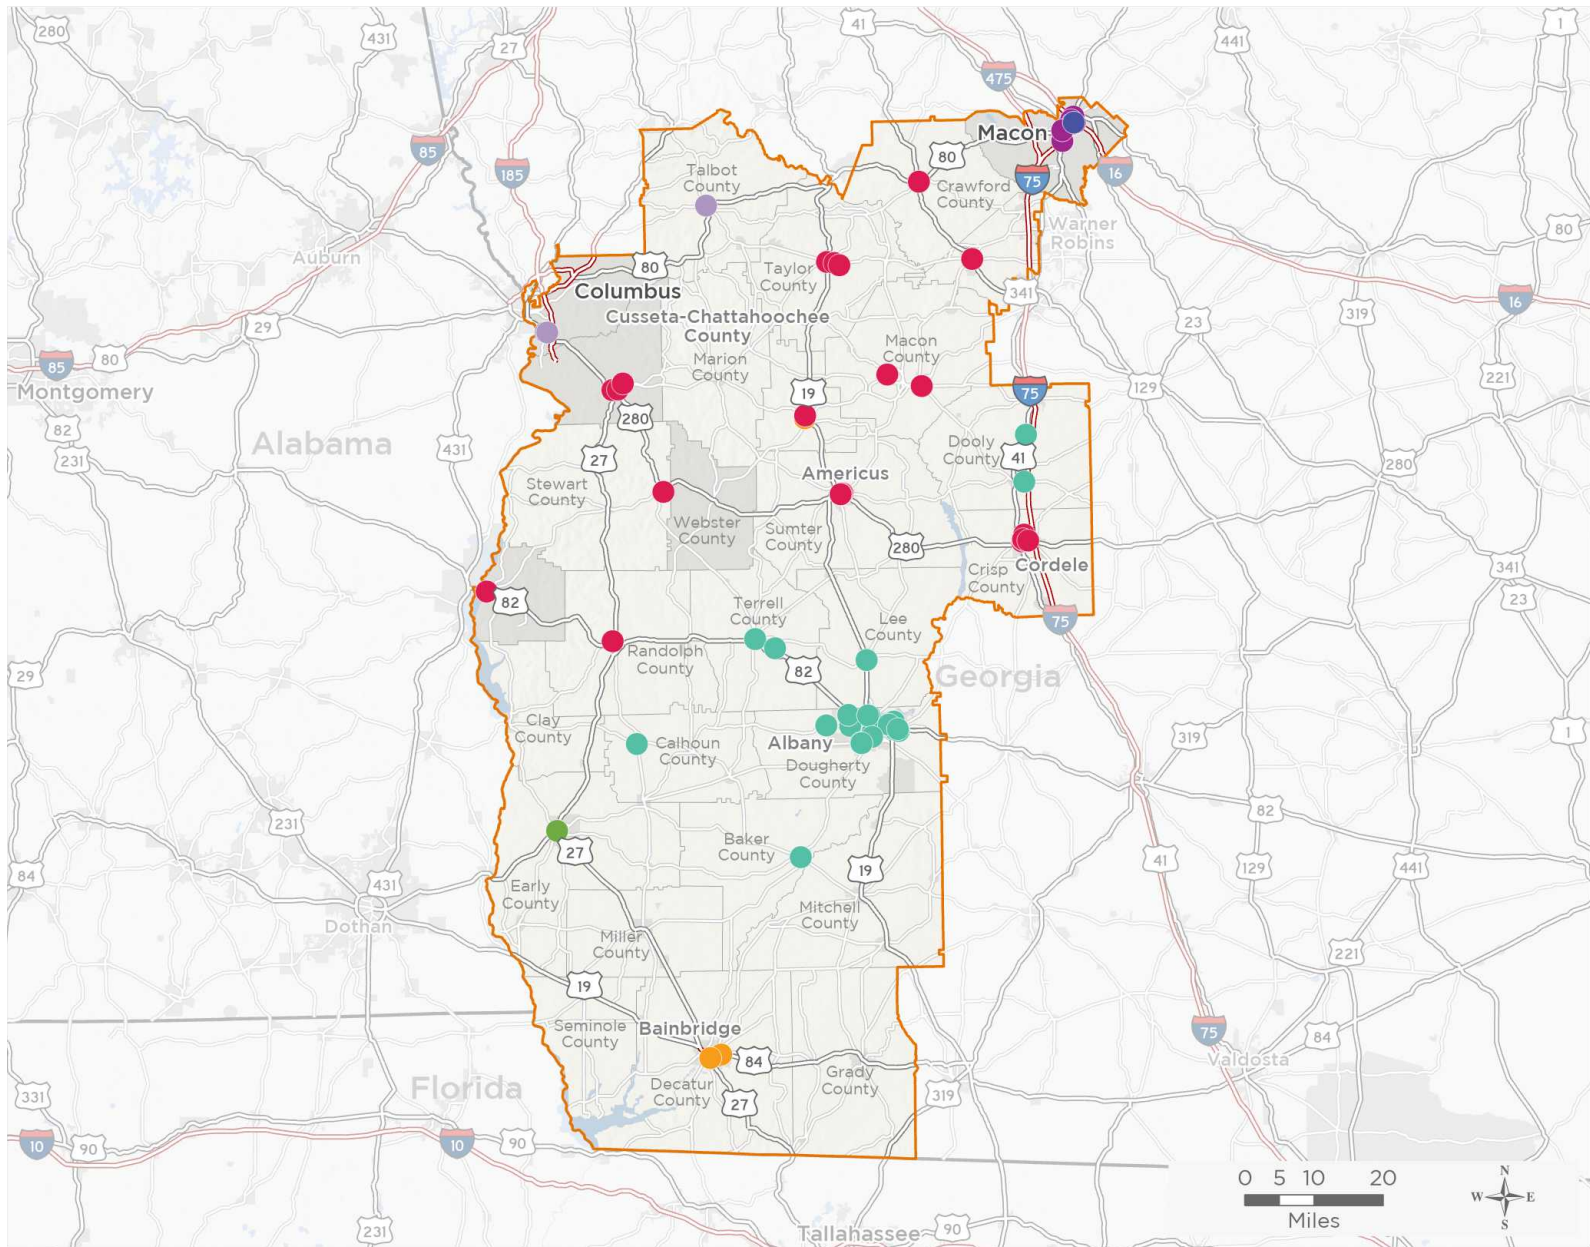 280
431
27
41
441
1
475
85
185
Macon
80
75
16
Talbot
County
Crawford
County
Warner
Robins
80
Auburn
80
Taylor
County
341
16
Columbus
29
23
319
Cusseta-Chattahoochee
County
85
80
Marion
County
Macon
County
Montgomery
19
75
129
221
82
231
Alabama
431
280
27
Dooly
County
41
280
Americus
Stewart
County
Webster
County
Sumter
County
280
Crisp
County
Cordele
341
23
82
Terrell
County
Lee
County
75
29
Randolph
County
82
Georgia
Clay
County
Calhoun
County
Albany
Dougherty
County
319
1
231
82
27
Baker
County
19
41
129
441
84
431
Early
County
Mitchell
County
Dothan
Miller
County
221
19
Seminole
County
Bainbridge
84
75
84
Valdosta
Florida
331
Decatur
County
27
Grady
County
319
10
90
10
90
231
Tallahassee
90
0 5 10 20
Miles
N
W E
S